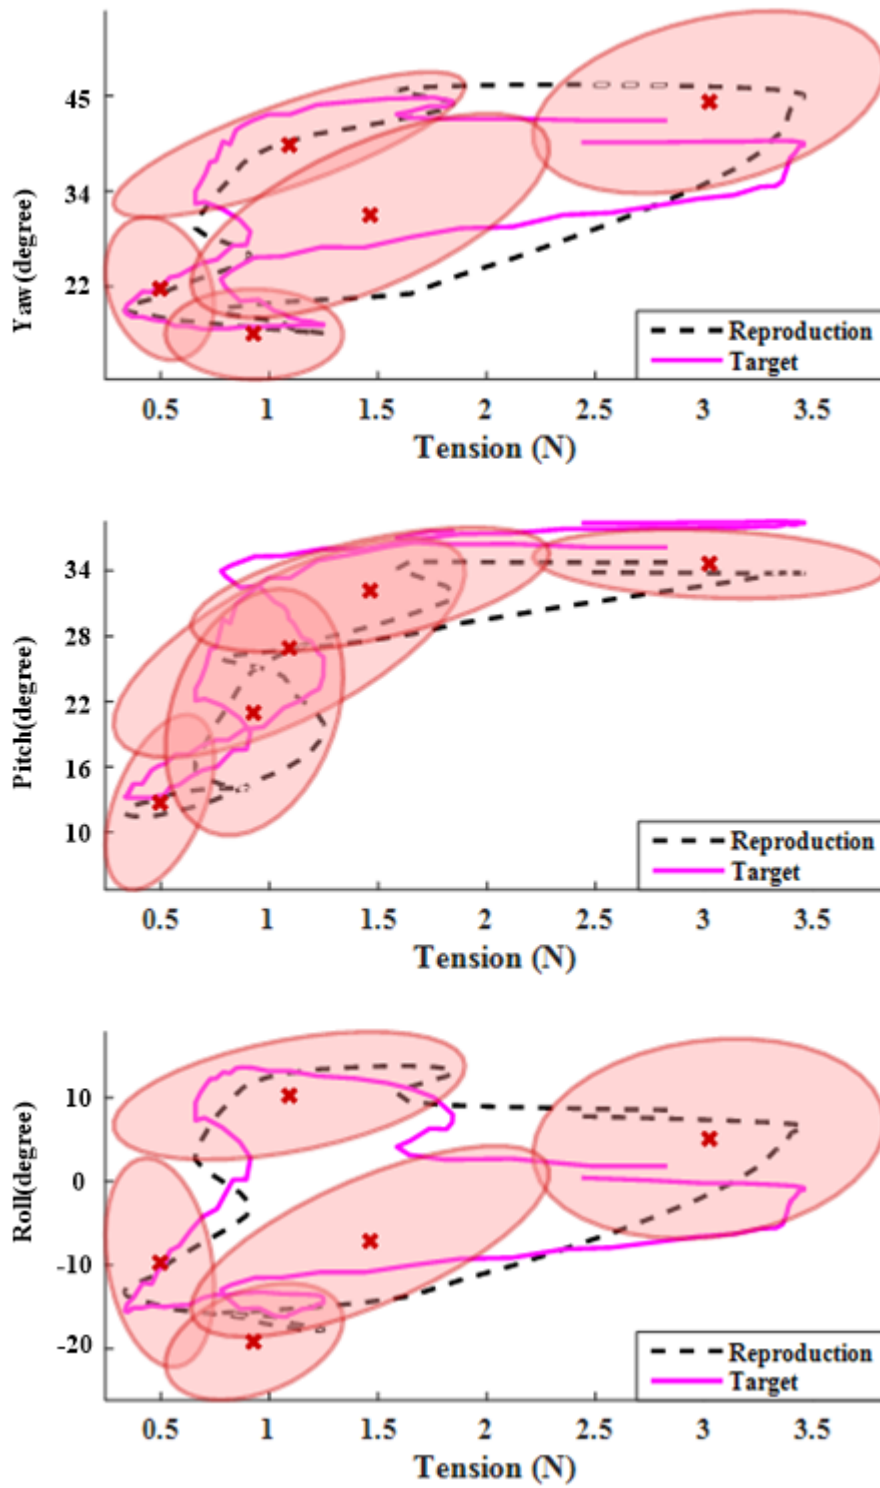 45
34
22
Yaw(degree)
Reproduction
Target
0.5 1 1.5 2 2.5 3 3.5
Tension (N)
34
28
22
16
10
Pitch(degree)
Reproduction
Target
0.5 1 1.5 2 2.5 3 3.5
Tension (N)
10
0
-10
-20
Roll(degree)
Reproduction
Target
0.5 1 1.5 2 2.5 3 3.5
Tension (N)